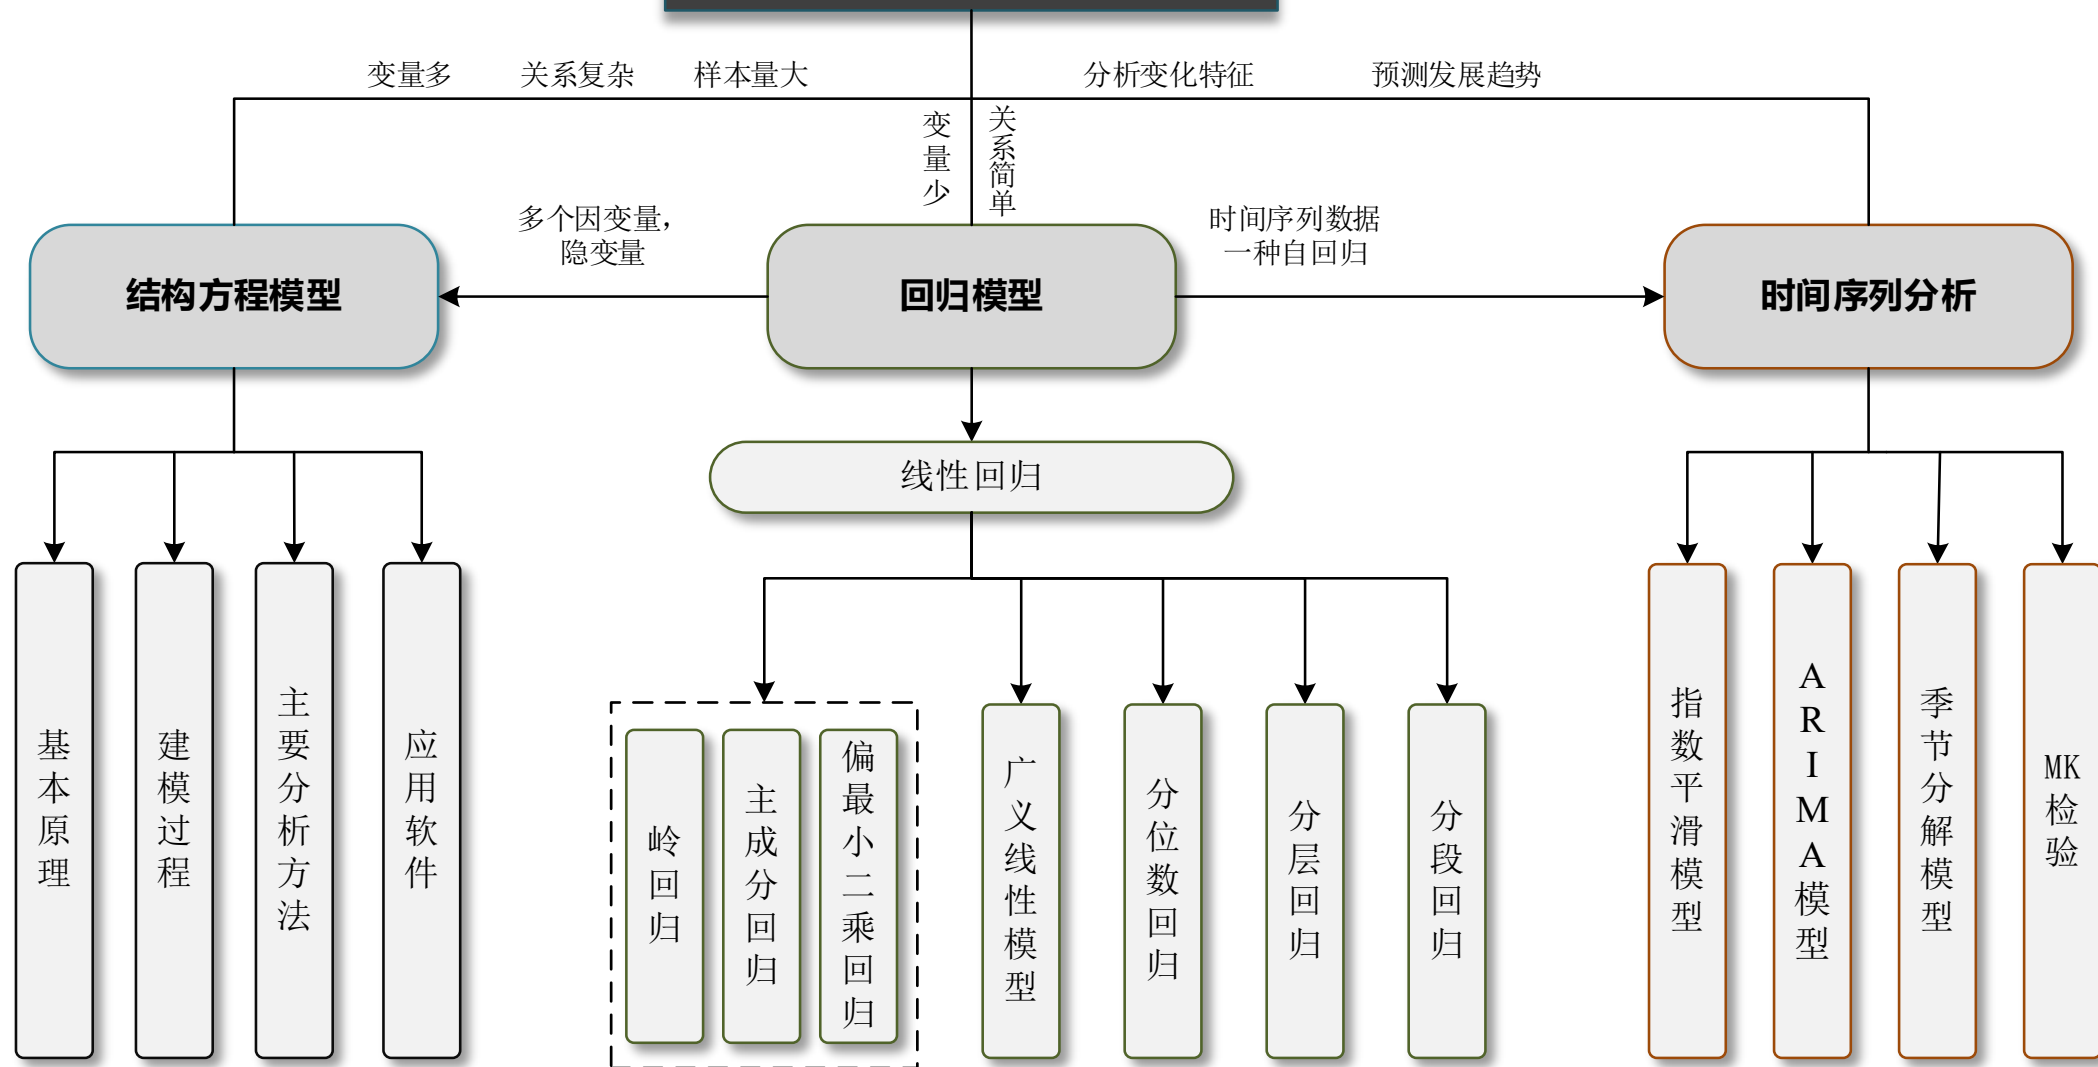 变量多 关系复杂 样本量大 分析变化特征 预测发展趋势
变量少
关系简单
多个因变量，
隐变量
时间序列数据
一种自回归
结构方程模型
回归模型
时间序列分析
线性回归
基本原理
建模过程
主要分析方法
应用软件
岭回归
主成分回归
偏最小二乘回归
广义线性模型
分位数回归
分层回归
分段回归
指数平滑模型
ARIMA模型
季节分解模型
MK检验